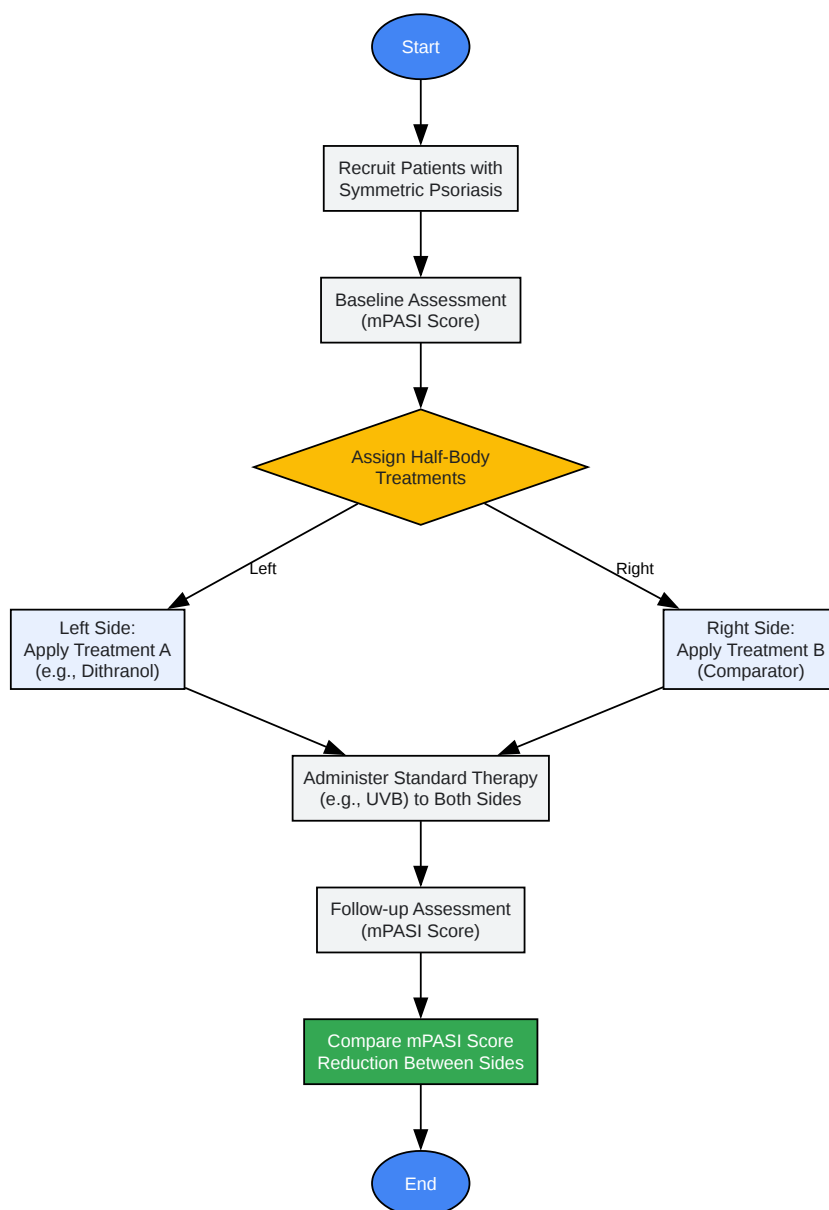 Start
Recruit Patients with
Symmetric Psoriasis
Baseline Assessment
(mPASI Score)
Assign Half-Body
Treatments
Left
Right
Left Side:
Apply Treatment A
(e.g., Dithranol)
Right Side:
Apply Treatment B
(Comparator)
Administer Standard Therapy
(e.g., UVB) to Both Sides
Follow-up Assessment
(mPASI Score)
Compare mPASI Score
Reduction Between Sides
End